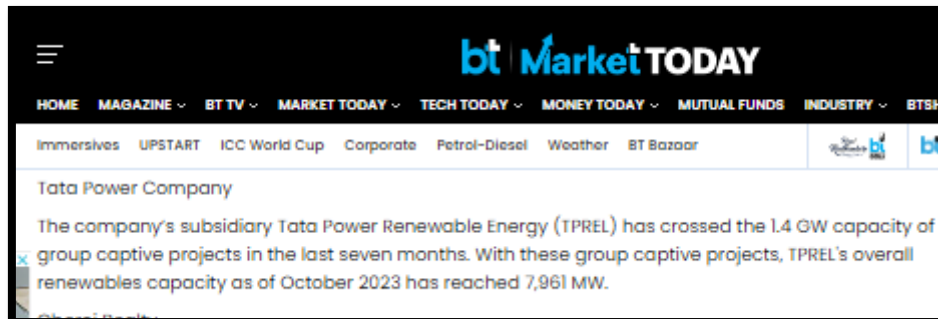 bt Market TODAY
HOME MAGAZINE BT TV MARKET TODAY TECH TODAY MONEY TODAY MUTUAL FUNDS INDUSTRY
Immersives UPSTART ICC World Cup Corporate Petrol-Diesel Weather BT Bazaar
Tata Power Company
The company's subsidiary Tata Power Renewable Energy (TPREL) has crossed the 1.4 GW capacity of
group captive projects in the last seven months. With these group captive projects, TPREL's overall
renewables capacity as of October 2023 has reached 7,961 MW.